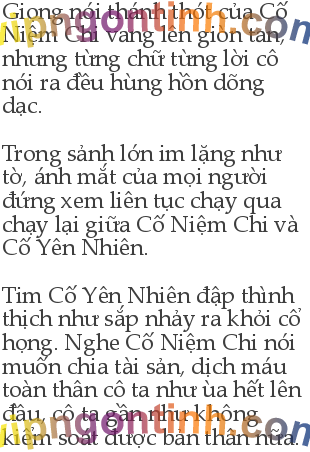 Giọng nói thánh thót của Cố
Niệm Chi vang lên giòn tan,
nhưng từng chữ từng lời cô
nói ra đều hùng hồn dõng
dạc.
Trong sảnh lớn im lặng như
tờ, ánh mắt của mọi người
đứng xem liên tục chạy qua
chạy lại giữa Cố Niệm Chi và
Cố Yên Nhiên.
Tim Cố Yên Nhiên đập thình
thịch như sắp nhảy ra khỏi cổ
họng. Nghe Cố Niệm Chi nói
muốn chia tài sản, dịch máu
toàn thân cô ta như ùa hết lên
đầu, cô ta gần như không
kiểm soát được bản thân nữa.
vipngontinh.com
vipngontinh.com